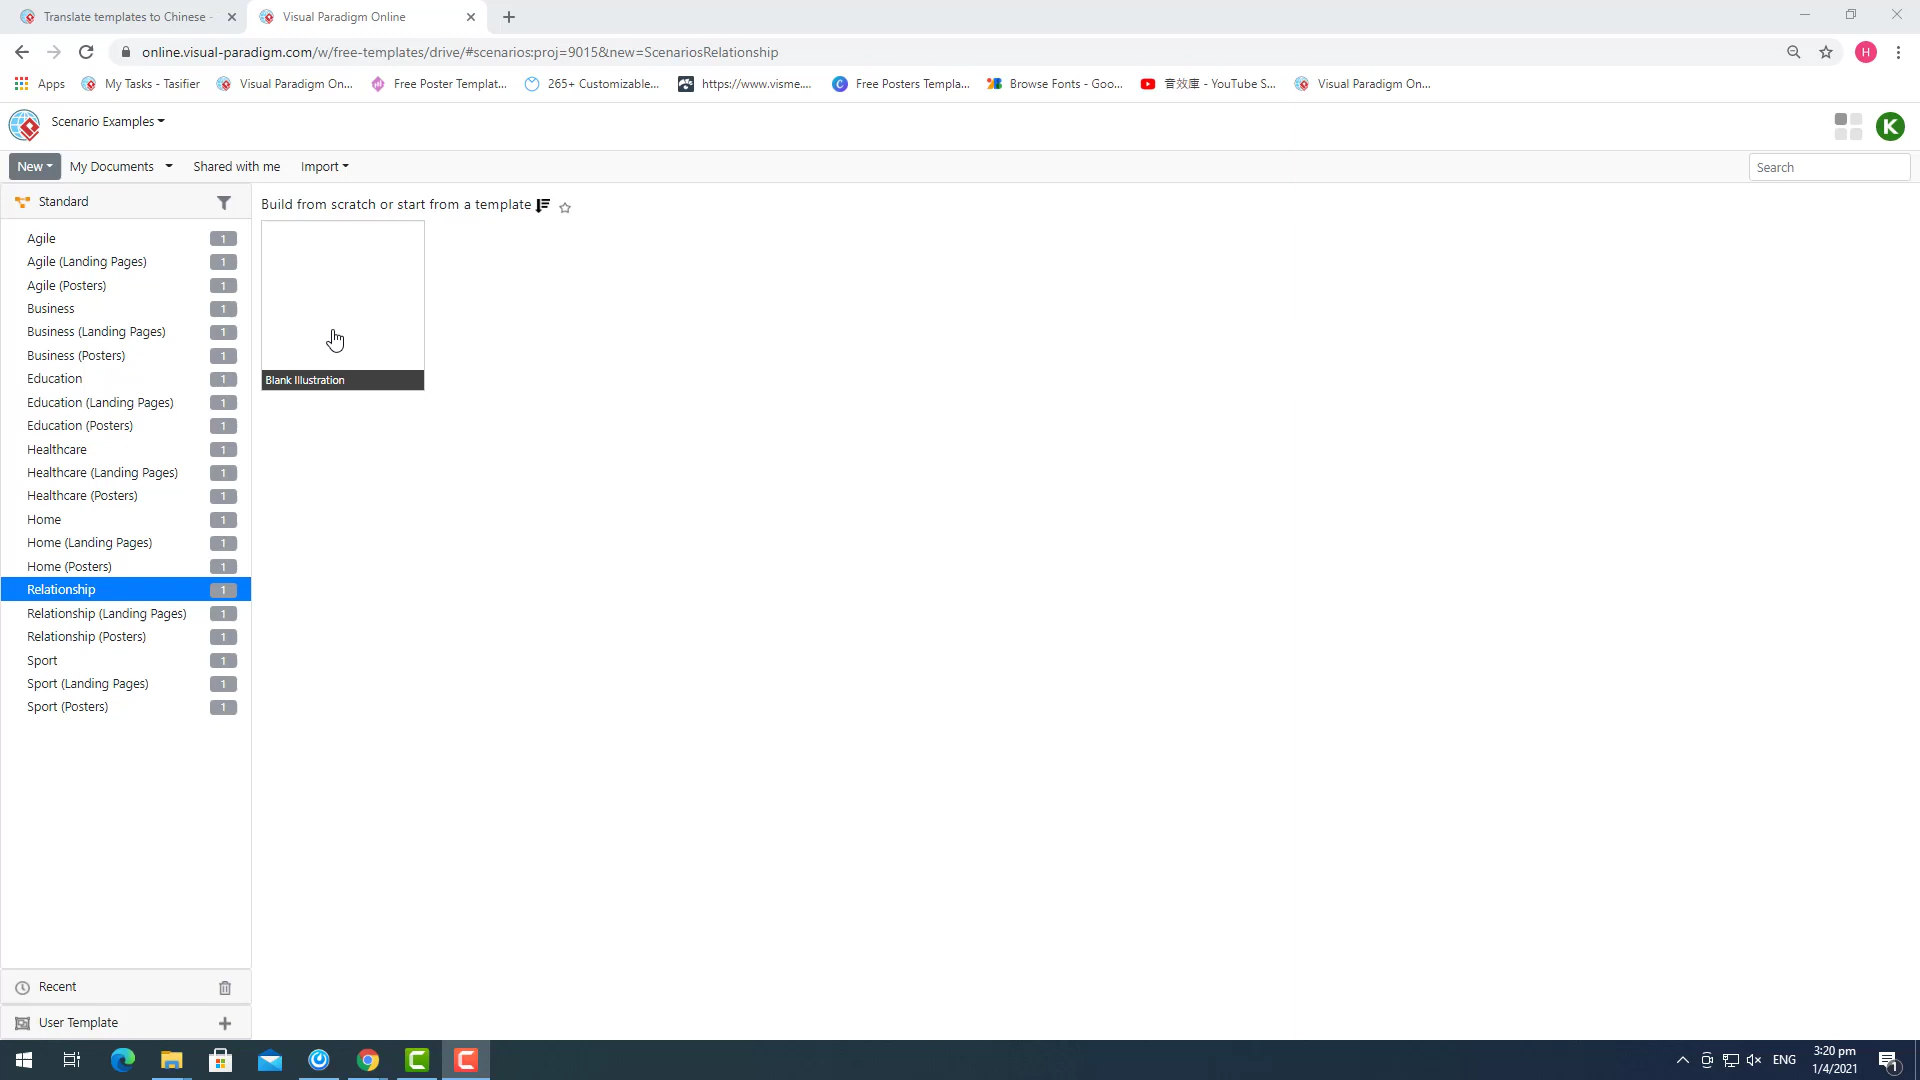 Translate templates to Chinese -
Visual Paradigm Online
online.visual-paradigm.com/w/free-templates/drive/#scenarios:proj=9015&new=ScenariosRelationship
H
Apps
My Tasks - Tasifier
Visual Paradigm On...
Free Poster Templat...
265+ Customizable...
https://www.visme....
Free Posters Templa...
Browse Fonts - Goo...
音效庫 - YouTube S...
Visual Paradigm On...
Scenario Examples
K
New
My Documents
Shared with me
Import
Search
Standard
Build from scratch or start from a template
Agile 1
Agile (Landing Pages) 1
Agile (Posters) 1
Business 1
Business (Landing Pages) 1
Business (Posters) 1
Education 1
Education (Landing Pages) 1
Education (Posters) 1
Healthcare 1
Healthcare (Landing Pages) 1
Healthcare (Posters) 1
Home 1
Home (Landing Pages) 1
Home (Posters) 1
Relationship 1
Relationship (Landing Pages) 1
Relationship (Posters) 1
Sport 1
Sport (Landing Pages) 1
Sport (Posters) 1
Blank Illustration
Recent
User Template
ENG
3:20 pm
1/4/2021
1